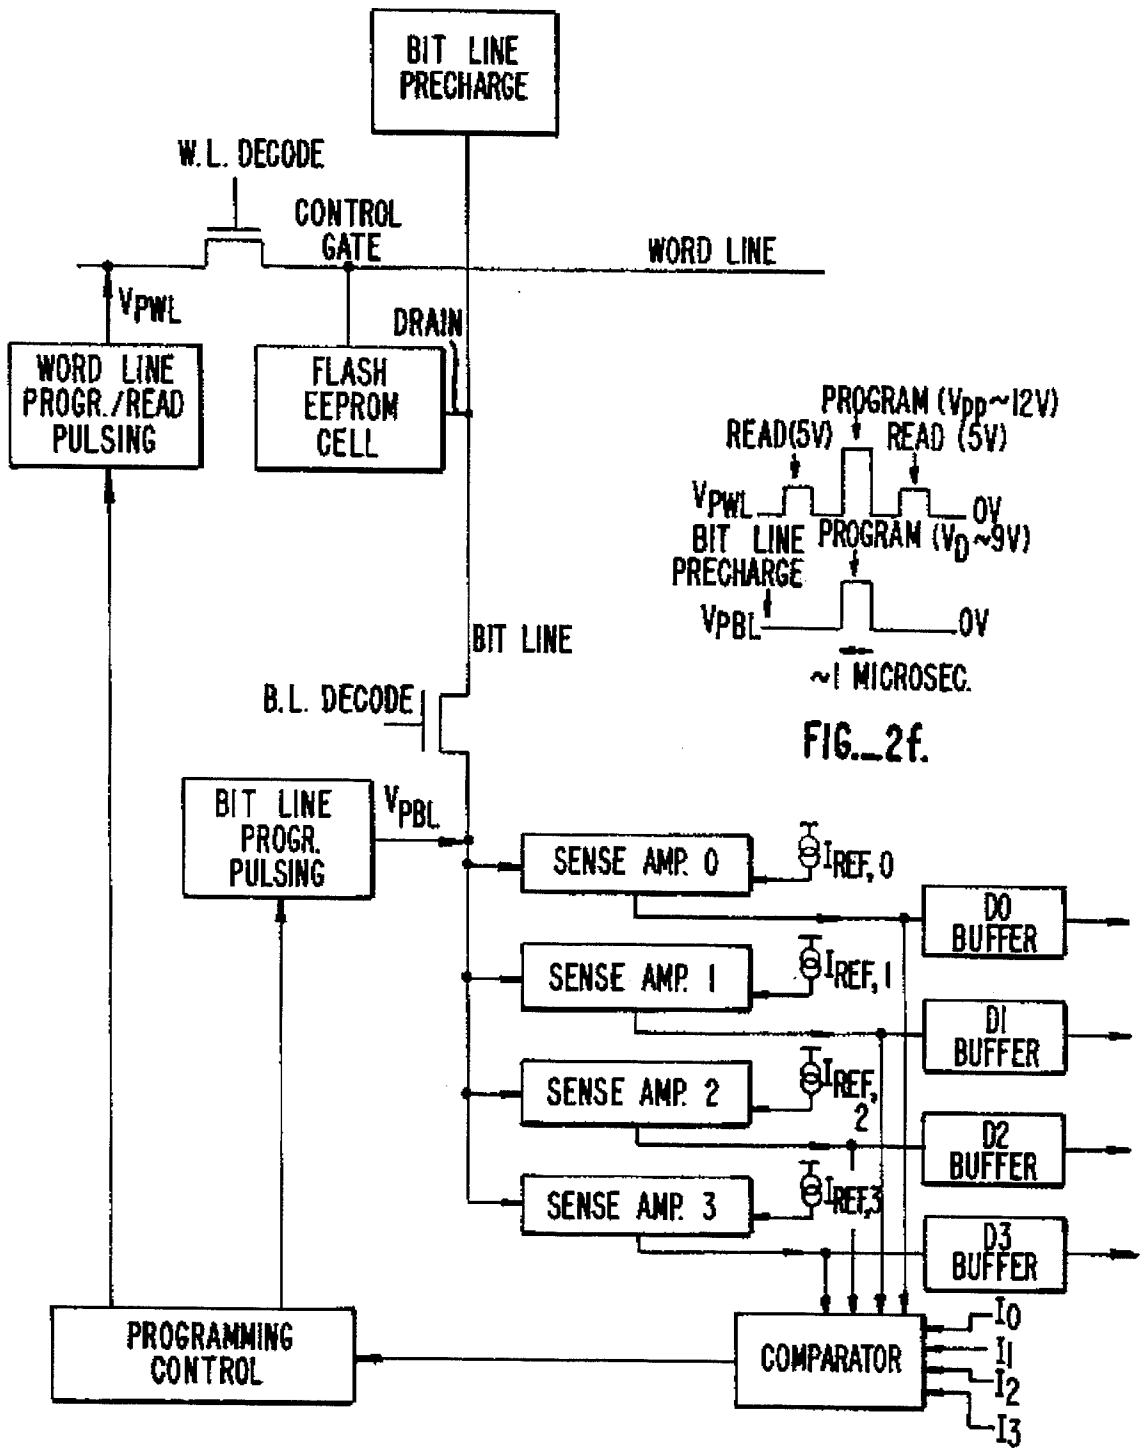 BIT LINE
PRECHARGE
W.L. DECODE
CONTROL
GATE
WORD LINE
VPWL
DRAIN
WORD LINE
PROGR./READ
PULSING
FLASH
EEPROM
CELL
PROGRAM (VPP~12V)
READ(5V)
READ (5V)
VPWL
0V
BIT LINE
PRECHARGE
PROGRAM (VD~9V)
VPBL
0V
~1 MICROSEC.
BIT LINE
B.L. DECODE
FIG._2f.
BIT LINE
PROGR.
PULSING
VPBL
SENSE AMP. 0
IREF, 0
D0
BUFFER
SENSE AMP. 1
IREF, 1
D1
BUFFER
SENSE AMP. 2
IREF,
2
D2
BUFFER
SENSE AMP. 3
IREF,3
D3
BUFFER
PROGRAMMING
CONTROL
COMPARATOR
I0
I1
I2
I3